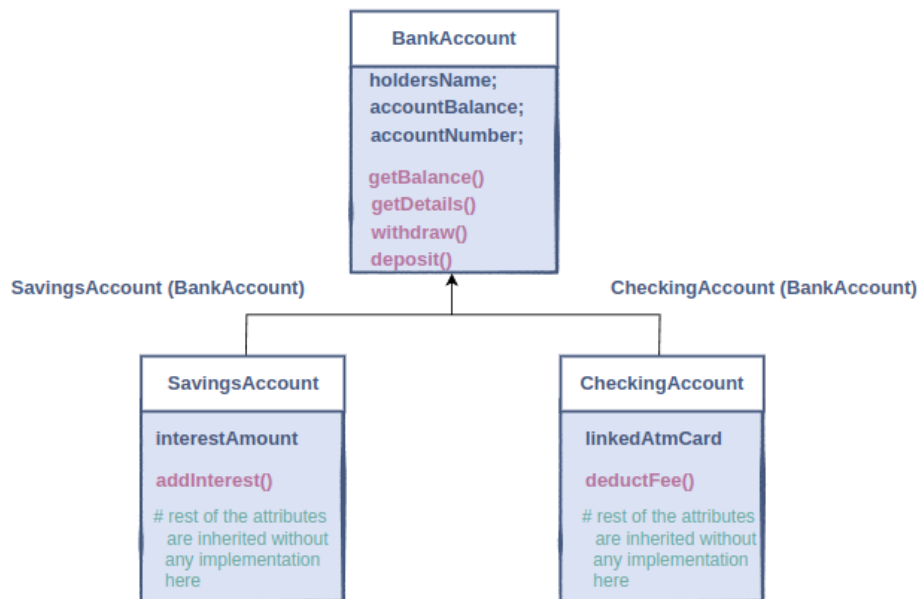 BankAccount
holdersName;
accountBalance;
accountNumber;
getBalance()
getDetails()
withdraw()
deposit()
SavingsAccount (BankAccount)
CheckingAccount (BankAccount)
SavingsAccount
interestAmount
addInterest()
# rest of the attributes
are inherited without
any implementation
here
CheckingAccount
linkedAtmCard
deductFee()
# rest of the attributes
are inherited without
any implementation
here